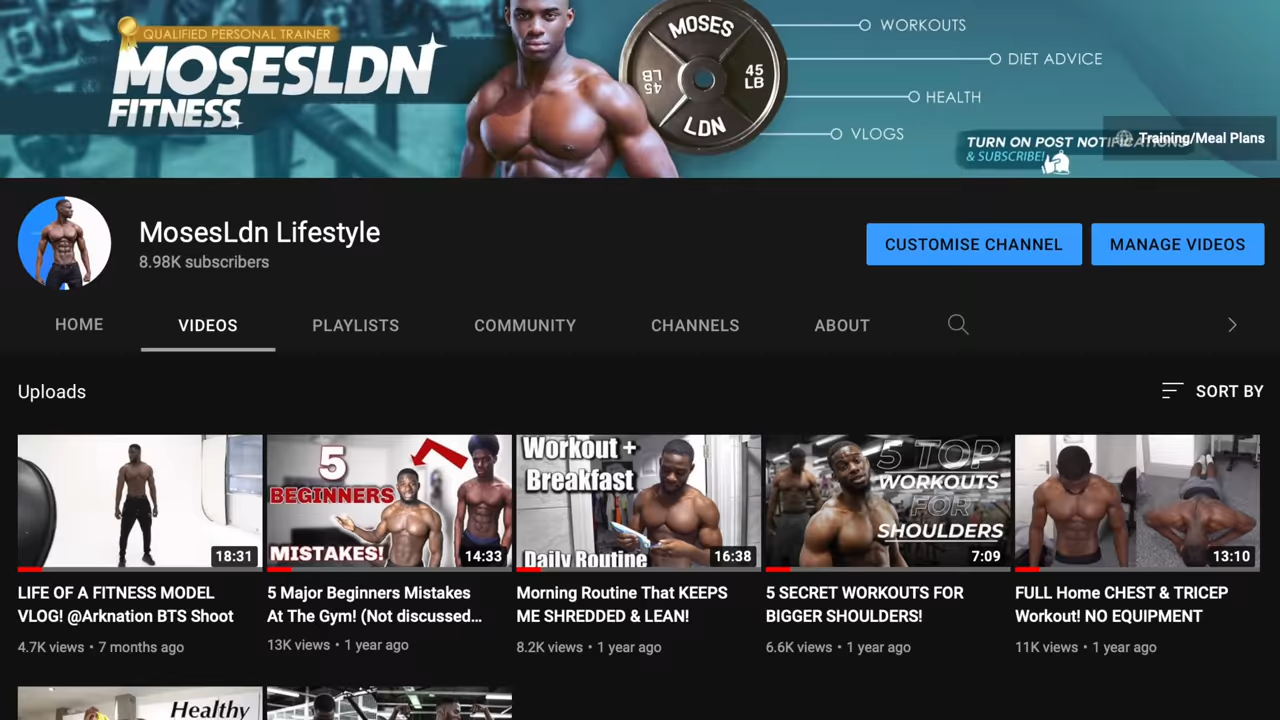 QUALIFIED PERSONAL TRAINER
MOSESLDN
FITNESS
MOSES
45 LB
45 LB
LDN
WORKOUTS
DIET ADVICE
HEALTH
VLOGS
TURN ON POST NOTIFICATIONS
& SUBSCRIBE!
Training/Meal Plans
MosesLdn Lifestyle
8.98K subscribers
CUSTOMISE CHANNEL
MANAGE VIDEOS
HOME
VIDEOS
PLAYLISTS
COMMUNITY
CHANNELS
ABOUT
Uploads
SORT BY
18:31
5
BEGINNERS
MISTAKES!
14:33
Workout +
Breakfast
Daily Routine
16:38
5 TOP
WORKOUTS
FOR
SHOULDERS
7:09
13:10
LIFE OF A FITNESS MODEL
VLOG! @Arknation BTS Shoot
4.7K views • 7 months ago
5 Major Beginners Mistakes
At The Gym! (Not discussed...
13K views • 1 year ago
Morning Routine That KEEPS
ME SHREDDED & LEAN!
8.2K views • 1 year ago
5 SECRET WORKOUTS FOR
BIGGER SHOULDERS!
6.6K views • 1 year ago
FULL Home CHEST & TRICEP
Workout! NO EQUIPMENT
11K views • 1 year ago
Healthy